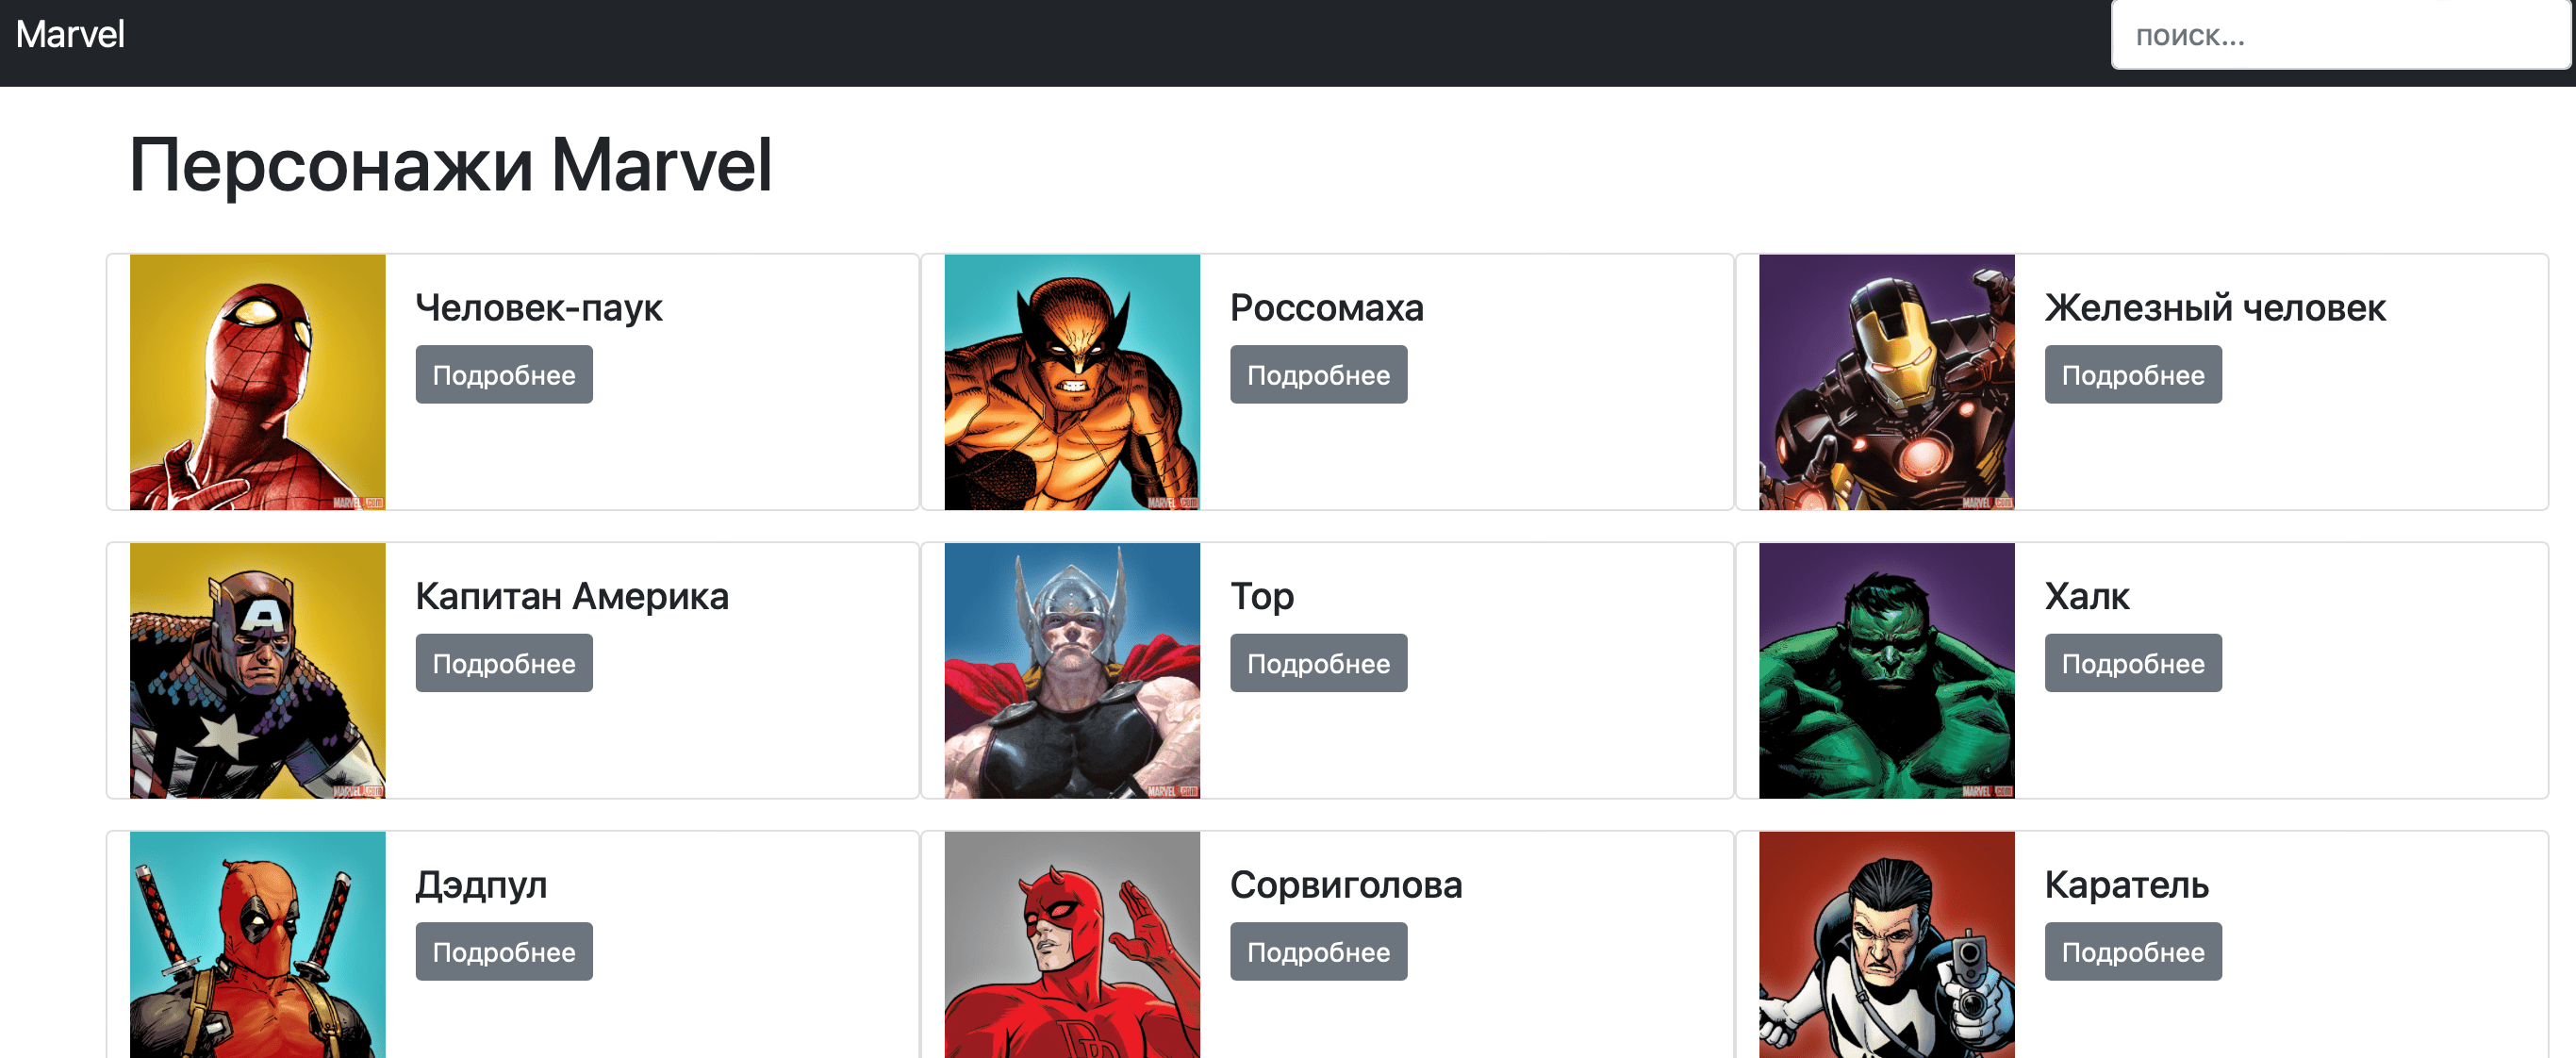 Marvel
поиск...
Персонажи Marvel
Человек-паук
Подробнее
MARVEL.com
Россомаха
Подробнее
MARVEL.com
Железный человек
Подробнее
MARVEL.com
Капитан Америка
Подробнее
A
MARVEL.com
Тор
Подробнее
MARVEL.com
Халк
Подробнее
MARVEL.com
Дэдпул
Подробнее
Сорвиголова
Подробнее
DD
Каратель
Подробнее